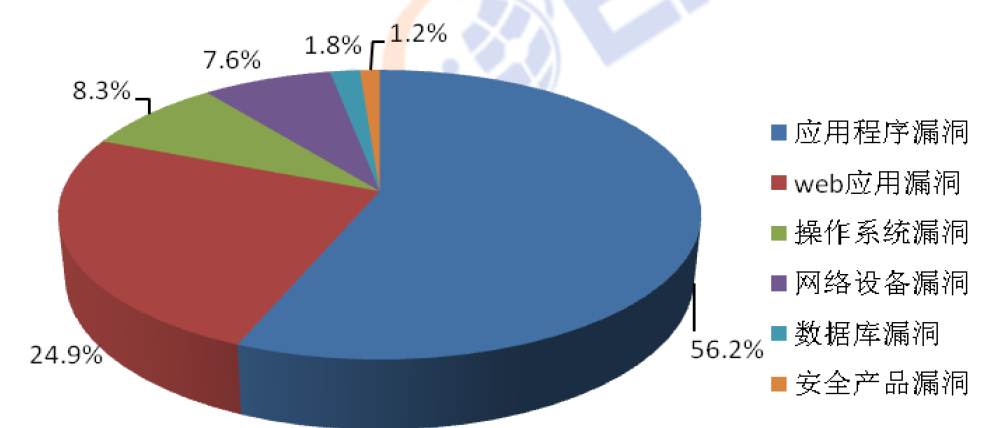 1.2%
1.8%
7.6%
8.3%
24.9%
56.2%
应用程序漏洞
web应用漏洞
操作系统漏洞
网络设备漏洞
数据库漏洞
安全产品漏洞